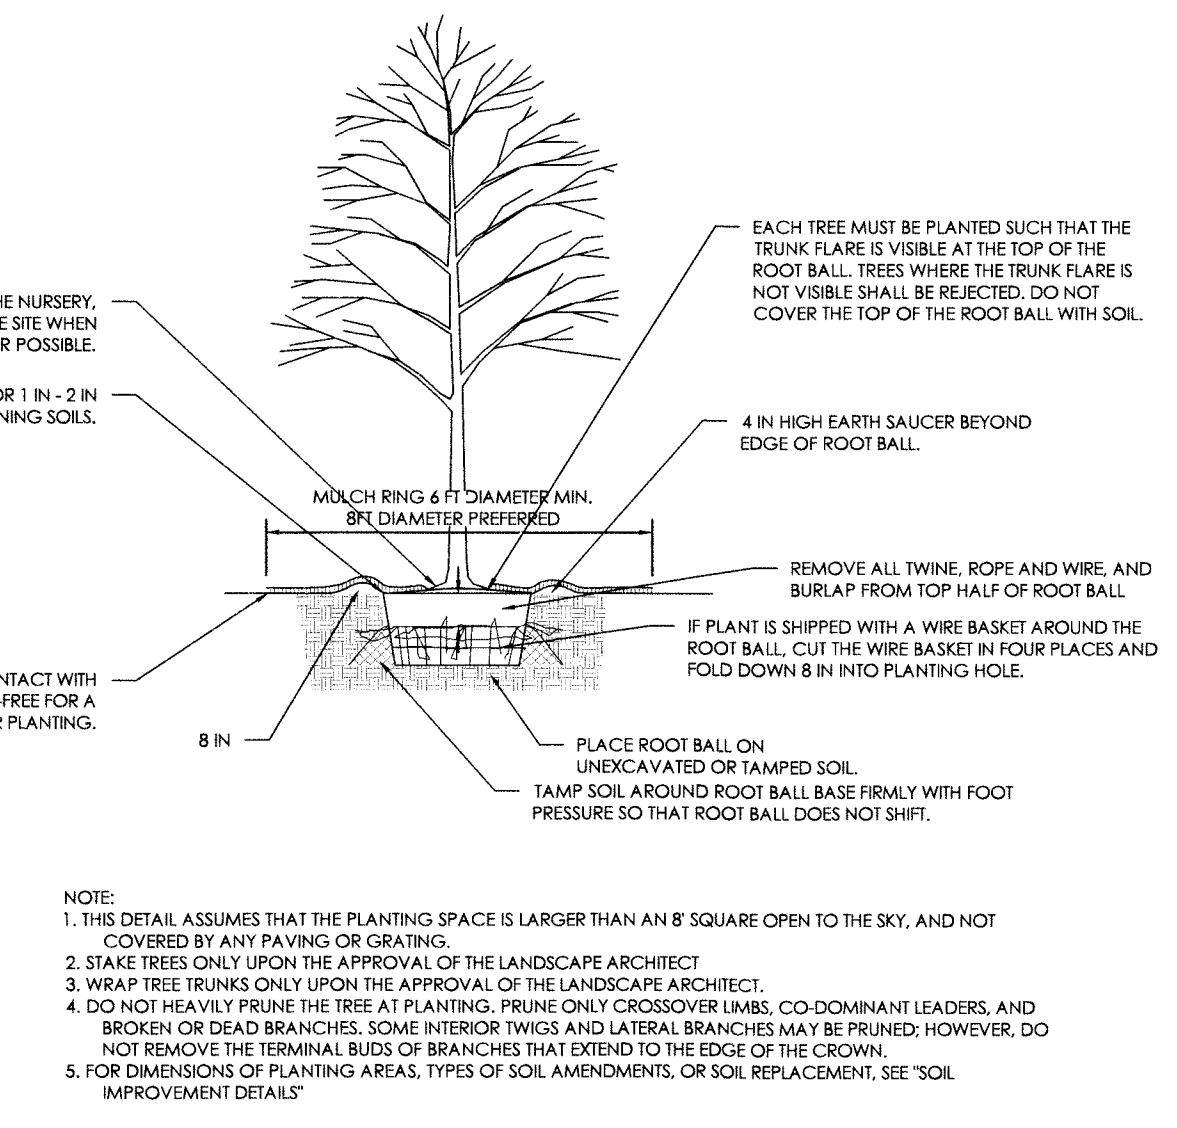 EACH TREE MUST BE PLANTED SUCH THAT THE
TRUNK FLARE IS VISIBLE AT THE TOP OF THE
ROOT BALL. TREES WHERE THE TRUNK FLARE IS
NOT VISIBLE SHALL BE REJECTED. DO NOT
COVER THE TOP OF THE ROOT BALL WITH SOIL.
HE NURSERY,
E SITE WHEN
R POSSIBLE.
OR 1 IN - 2 IN
NING SOILS.
4 IN HIGH EARTH SAUCER BEYOND
EDGE OF ROOT BALL.
MULCH RING 6 FT DIAMETER MIN.
8FT DIAMETER PREFERRED
REMOVE ALL TWINE, ROPE AND WIRE, AND
BURLAP FROM TOP HALF OF ROOT BALL
IF PLANT IS SHIPPED WITH A WIRE BASKET AROUND THE
ROOT BALL, CUT THE WIRE BASKET IN FOUR PLACES AND
FOLD DOWN 8 IN INTO PLANTING HOLE.
NTACT WITH
-FREE FOR A
R PLANTING.
8 IN
PLACE ROOT BALL ON
UNEXCAVATED OR TAMPED SOIL.
TAMP SOIL AROUND ROOT BALL BASE FIRMLY WITH FOOT
PRESSURE SO THAT ROOT BALL DOES NOT SHIFT.
NOTE:
1. THIS DETAIL ASSUMES THAT THE PLANTING SPACE IS LARGER THAN AN 8' SQUARE OPEN TO THE SKY, AND NOT
COVERED BY ANY PAVING OR GRATING.
2. STAKE TREES ONLY UPON THE APPROVAL OF THE LANDSCAPE ARCHITECT
3. WRAP TREE TRUNKS ONLY UPON THE APPROVAL OF THE LANDSCAPE ARCHITECT.
4. DO NOT HEAVILY PRUNE THE TREE AT PLANTING. PRUNE ONLY CROSSOVER LIMBS, CO-DOMINANT LEADERS, AND
BROKEN OR DEAD BRANCHES. SOME INTERIOR TWIGS AND LATERAL BRANCHES MAY BE PRUNED; HOWEVER, DO
NOT REMOVE THE TERMINAL BUDS OF BRANCHES THAT EXTEND TO THE EDGE OF THE CROWN.
5. FOR DIMENSIONS OF PLANTING AREAS, TYPES OF SOIL AMENDMENTS, OR SOIL REPLACEMENT, SEE "SOIL
IMPROVEMENT DETAILS"